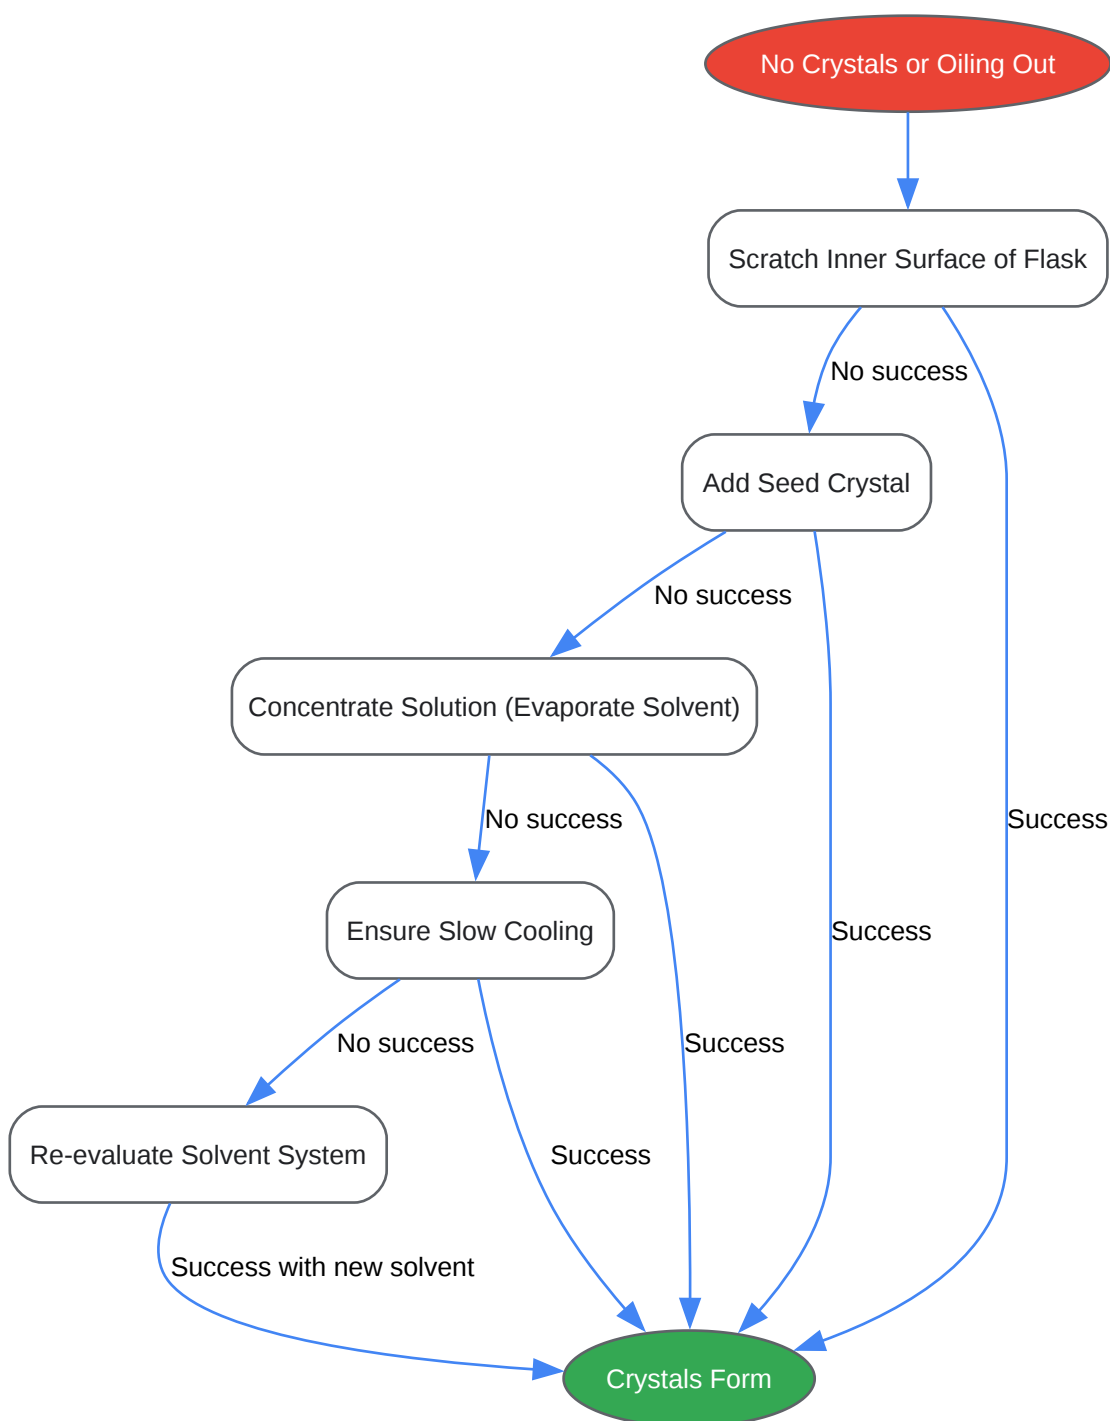 No Crystals or Oiling Out
Scratch Inner Surface of Flask
No success
Add Seed Crystal
No success
Concentrate Solution (Evaporate Solvent)
No success
Success
Ensure Slow Cooling
Success
No success
Success
Re-evaluate Solvent System
Success
Success with new solvent
Crystals Form